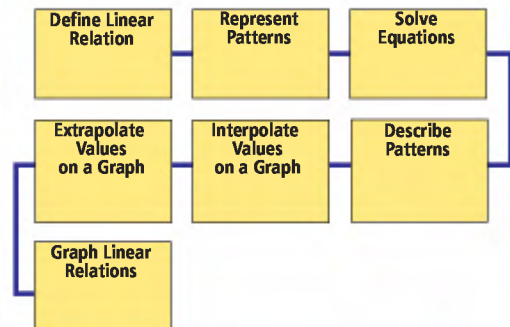 Define Linear
Relation
Represent
Patterns
Solve
Equations
Extrapolate
Values
on a Graph
Interpolate
Values
on a Graph
Describe
Patterns
Graph Linear
Relations